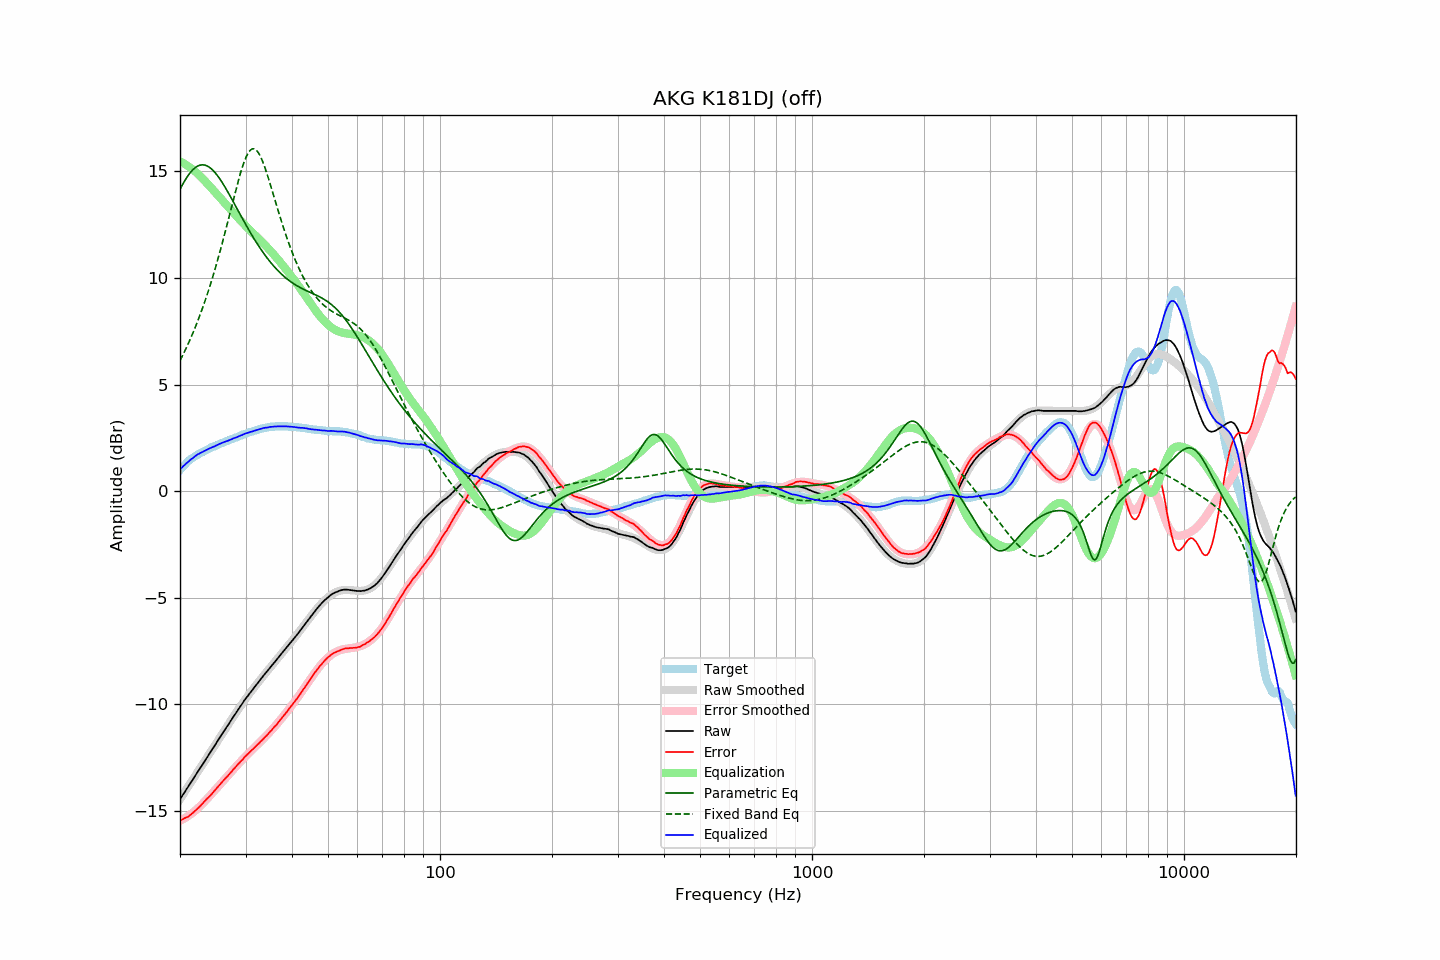 AKG K181DJ (off)
Amplitude (dBr)
15
10
5
0
−5
−10
−15
100
1000
10000
Frequency (Hz)
Target
Raw Smoothed
Error Smoothed
Raw
Error
Equalization
Parametric Eq
Fixed Band Eq
Equalized